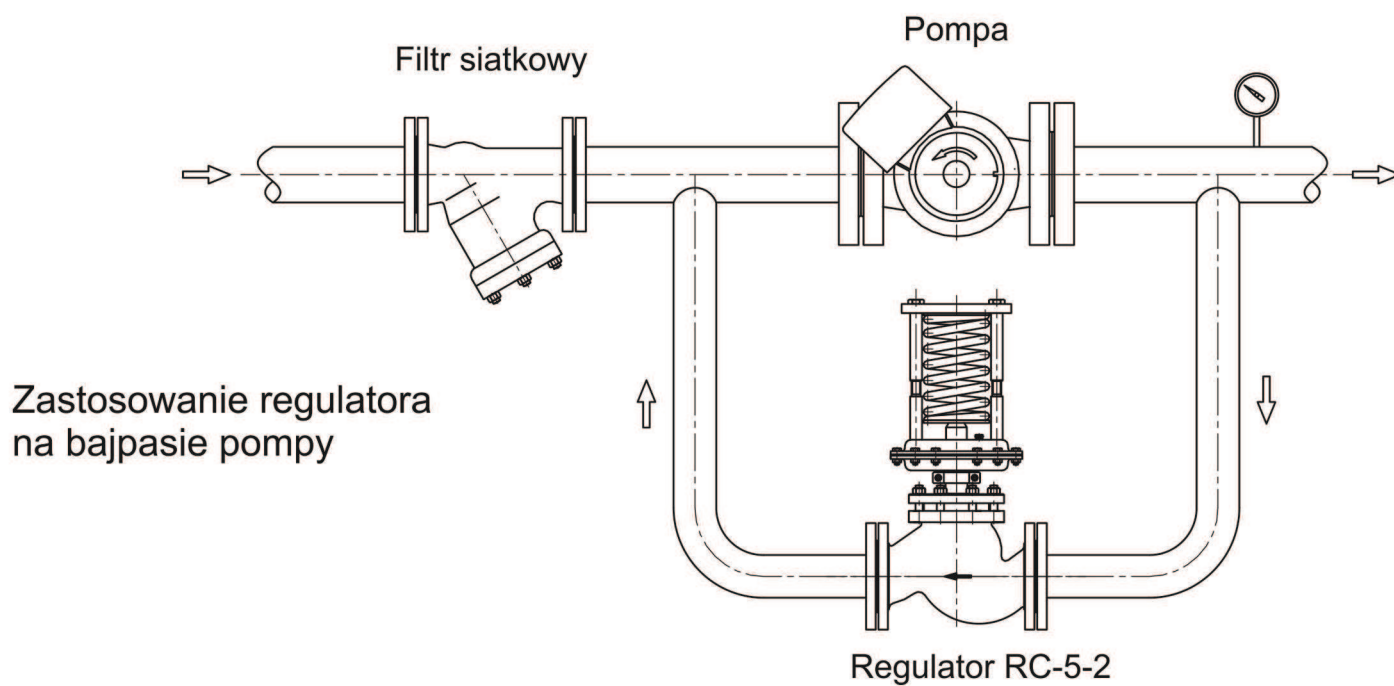 Pompa
Filtr siatkowy
Zastosowanie regulatora
na bajpasie pompy
Regulator RC-5-2